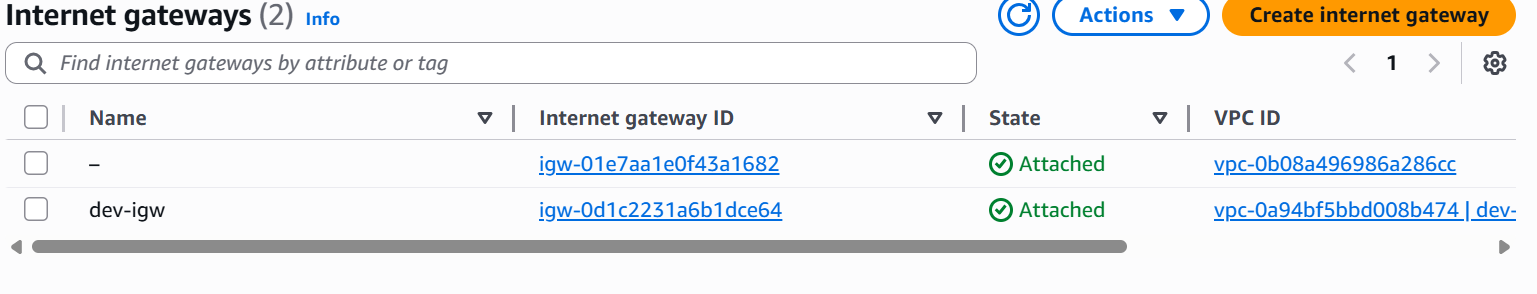 Internet gateways (2) Info Actions Create internet gateway
Find internet gateways by attribute or tag 1
Name Internet gateway ID State VPC ID
– igw-01e7aa1e0f43a1682 Attached vpc-0b08a496986a286cc
dev-igw igw-0d1c2231a6b1dce64 Attached vpc-0a94bf5bbd008b474 | dev-